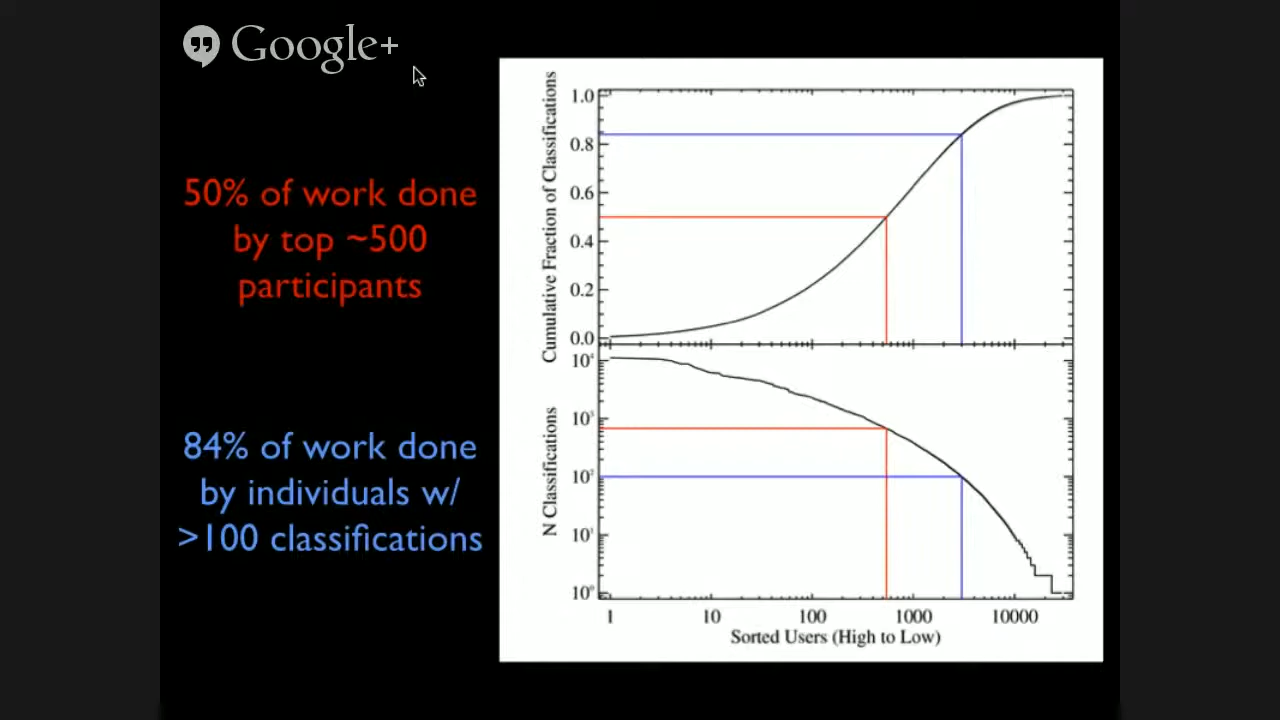 Google+
50% of work done
by top ~500
participants
84% of work done
by individuals w/
>100 classifications
Cumulative Fraction of Classifications
1.0
0.8
0.6
0.4
0.2
0.0
N Classifications
10⁴
10³
10²
10¹
10⁰
1 10 100 1000 10000
Sorted Users (High to Low)